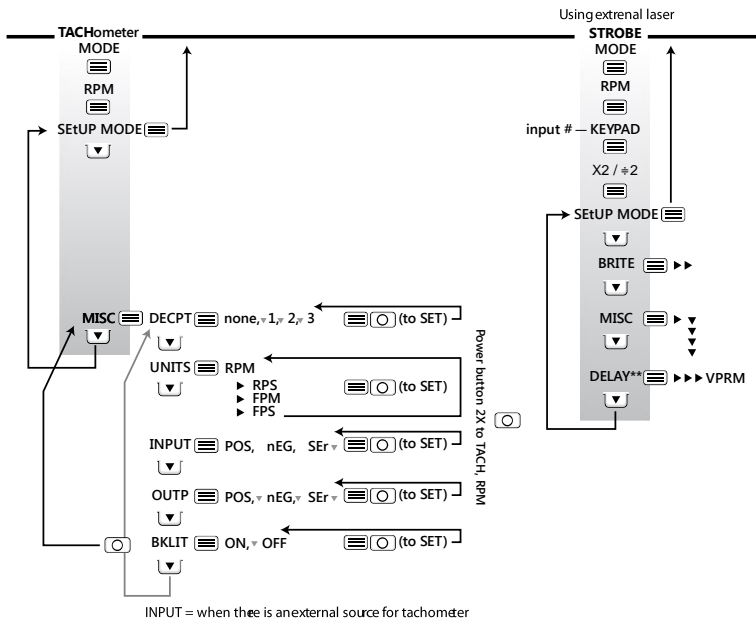 Using extrenal laser
TACHometer
MODE
RPM
SEtUP MODE
MISC
DECPT none, 1, 2, 3 (to SET)
UNITS RPM
RPS
FPM
FPS
(to SET)
INPUT POS, nEG, SEr (to SET)
OUTP POS, nEG, SEr (to SET)
BKLIT ON, OFF (to SET)
Power button 2X to TACH, RPM
STROBE
MODE
RPM
input # — KEYPAD
X2 / ÷2
SEtUP MODE
BRITE
MISC
DELAY** VPRM
INPUT = when there is an external source for tachometer